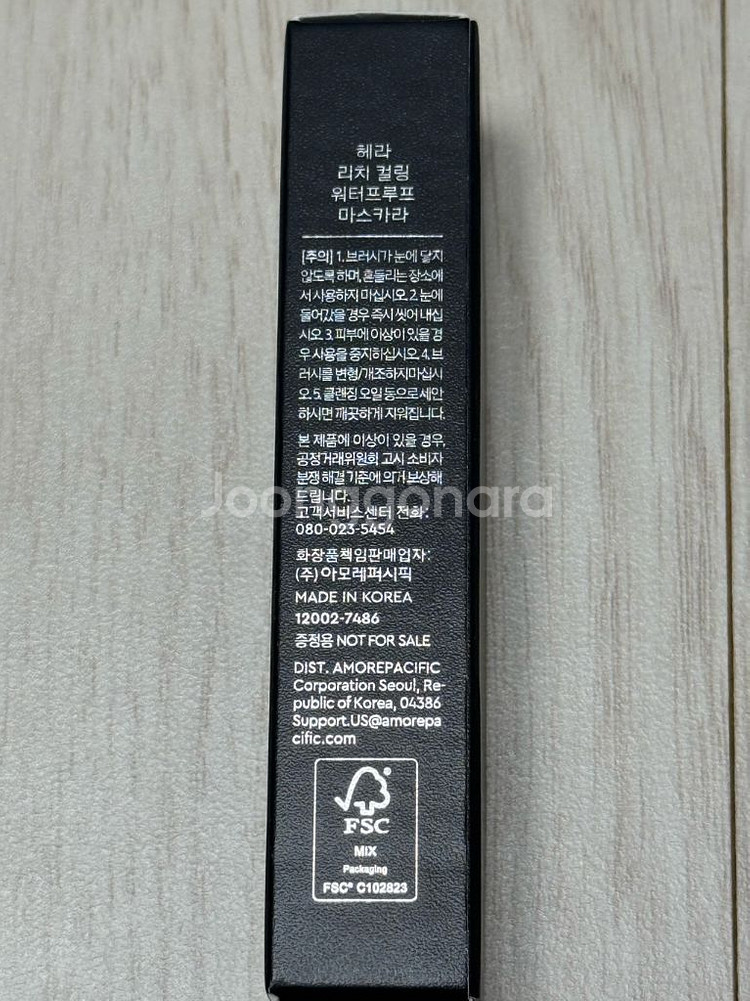 헤라
리치 컬링
워터프루프
마스카라
[주의] 1. 브러시가 눈에 닿지
않도록 하며, 흔들리는 장소에
서 사용하지 마십시오. 2. 눈에
들어갔을 경우 즉시 씻어 내십
시오. 3. 피부에 이상이 있을 경
우 사용을 중지하십시오. 4. 브
러시를 변형/개조하지 마십시
오. 5. 클렌징 오일 등으로 세안
하시면 깨끗하게 지워집니다.
본 제품에 이상이 있을 경우,
공정거래위원회 고시 소비자
분쟁 해결 기준에 의거 보상해
드립니다.
Joonggonara
고객서비스센터 전화:
080-023-5454
화장품책임판매업자:
(주)아모레퍼시픽
MADE IN KOREA
12002-7486
증정용 NOT FOR SALE
DIST. AMOREPACIFIC
Corporation Seoul, Re-
public of Korea, 04386
Support.US@amorepa
cific.com
FSC
MIX
Packaging
FSC® C102823